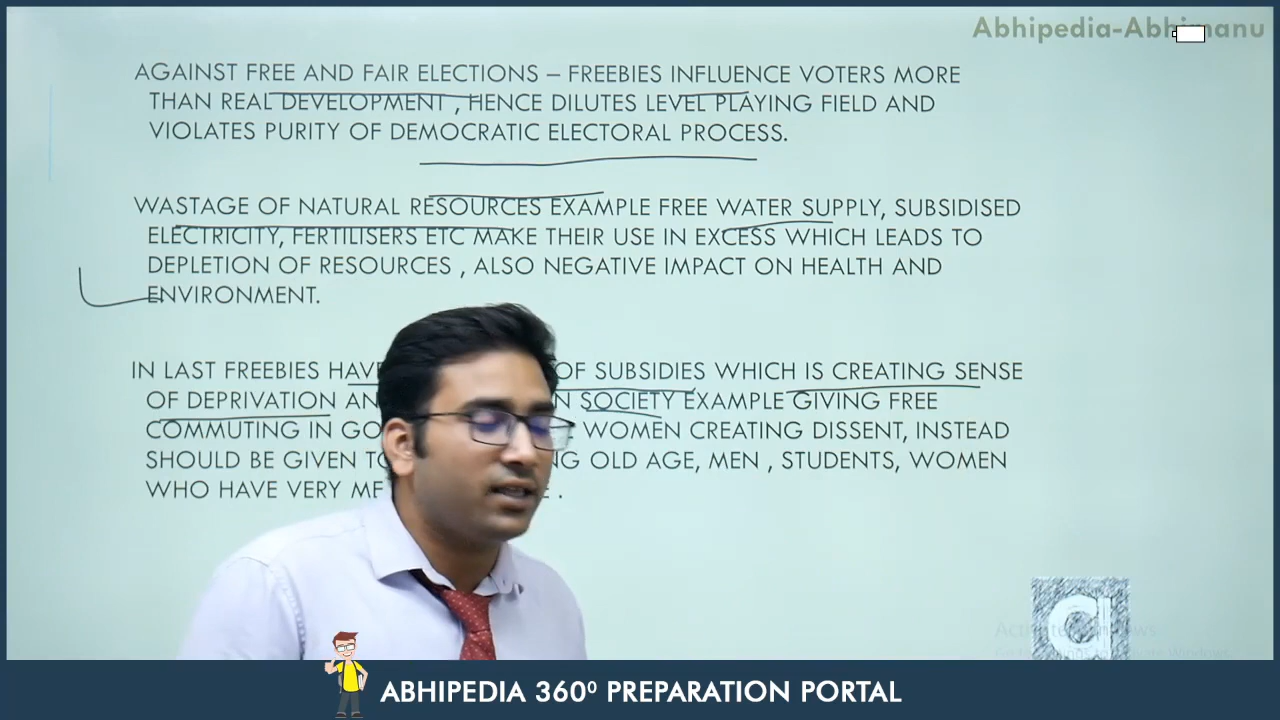 Abhipedia-Abhimanu
AGAINST FREE AND FAIR ELECTIONS – FREEBIES INFLUENCE VOTERS MORE
THAN REAL DEVELOPMENT , HENCE DILUTES LEVEL PLAYING FIELD AND
VIOLATES PURITY OF DEMOCRATIC ELECTORAL PROCESS.
WASTAGE OF NATURAL RESOURCES EXAMPLE FREE WATER SUPPLY, SUBSIDISED
ELECTRICITY, FERTILISERS ETC MAKE THEIR USE IN EXCESS WHICH LEADS TO
DEPLETION OF RESOURCES , ALSO NEGATIVE IMPACT ON HEALTH AND
ENVIRONMENT.
IN LAST FREEBIES HAVE OF SUBSIDIES WHICH IS CREATING SENSE
OF DEPRIVATION SOCIETY EXAMPLE GIVING FREE
COMMUTING IN WOMEN CREATING DISSENT, INSTEAD
SHOULD BE GIVEN OLD AGE, MEN , STUDENTS, WOMEN
WHO HAVE VERY .
ABHIPEDIA 360⁰ PREPARATION PORTAL